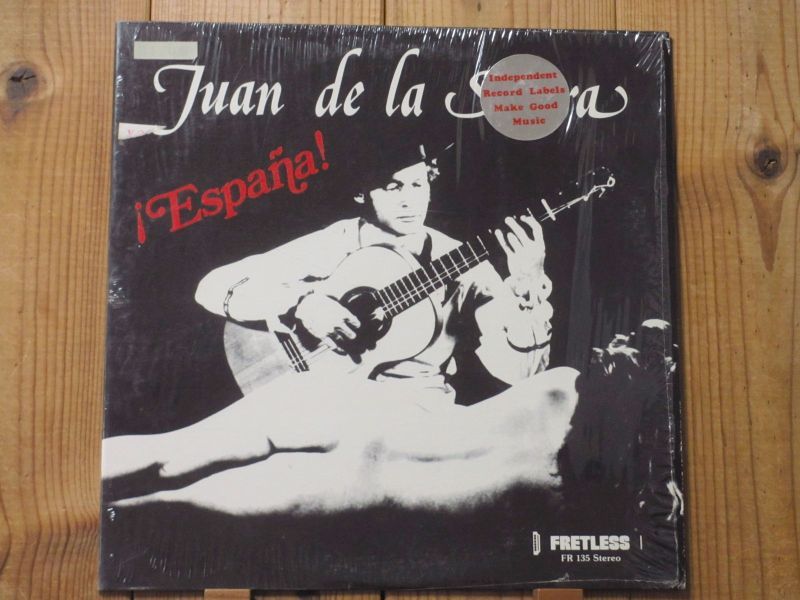 Juan de la
Independent
Record Labels
Make Good
Music
¡España!
FRETLESS
FR 135 Stereo